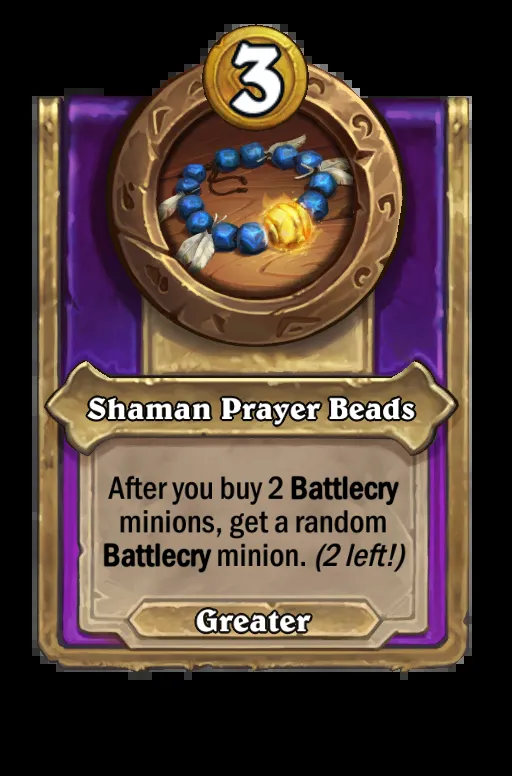 3
Shaman Prayer Beads
After you buy 2 Battlecry
minions, get a random
Battlecry minion. (2 left!)
Greater